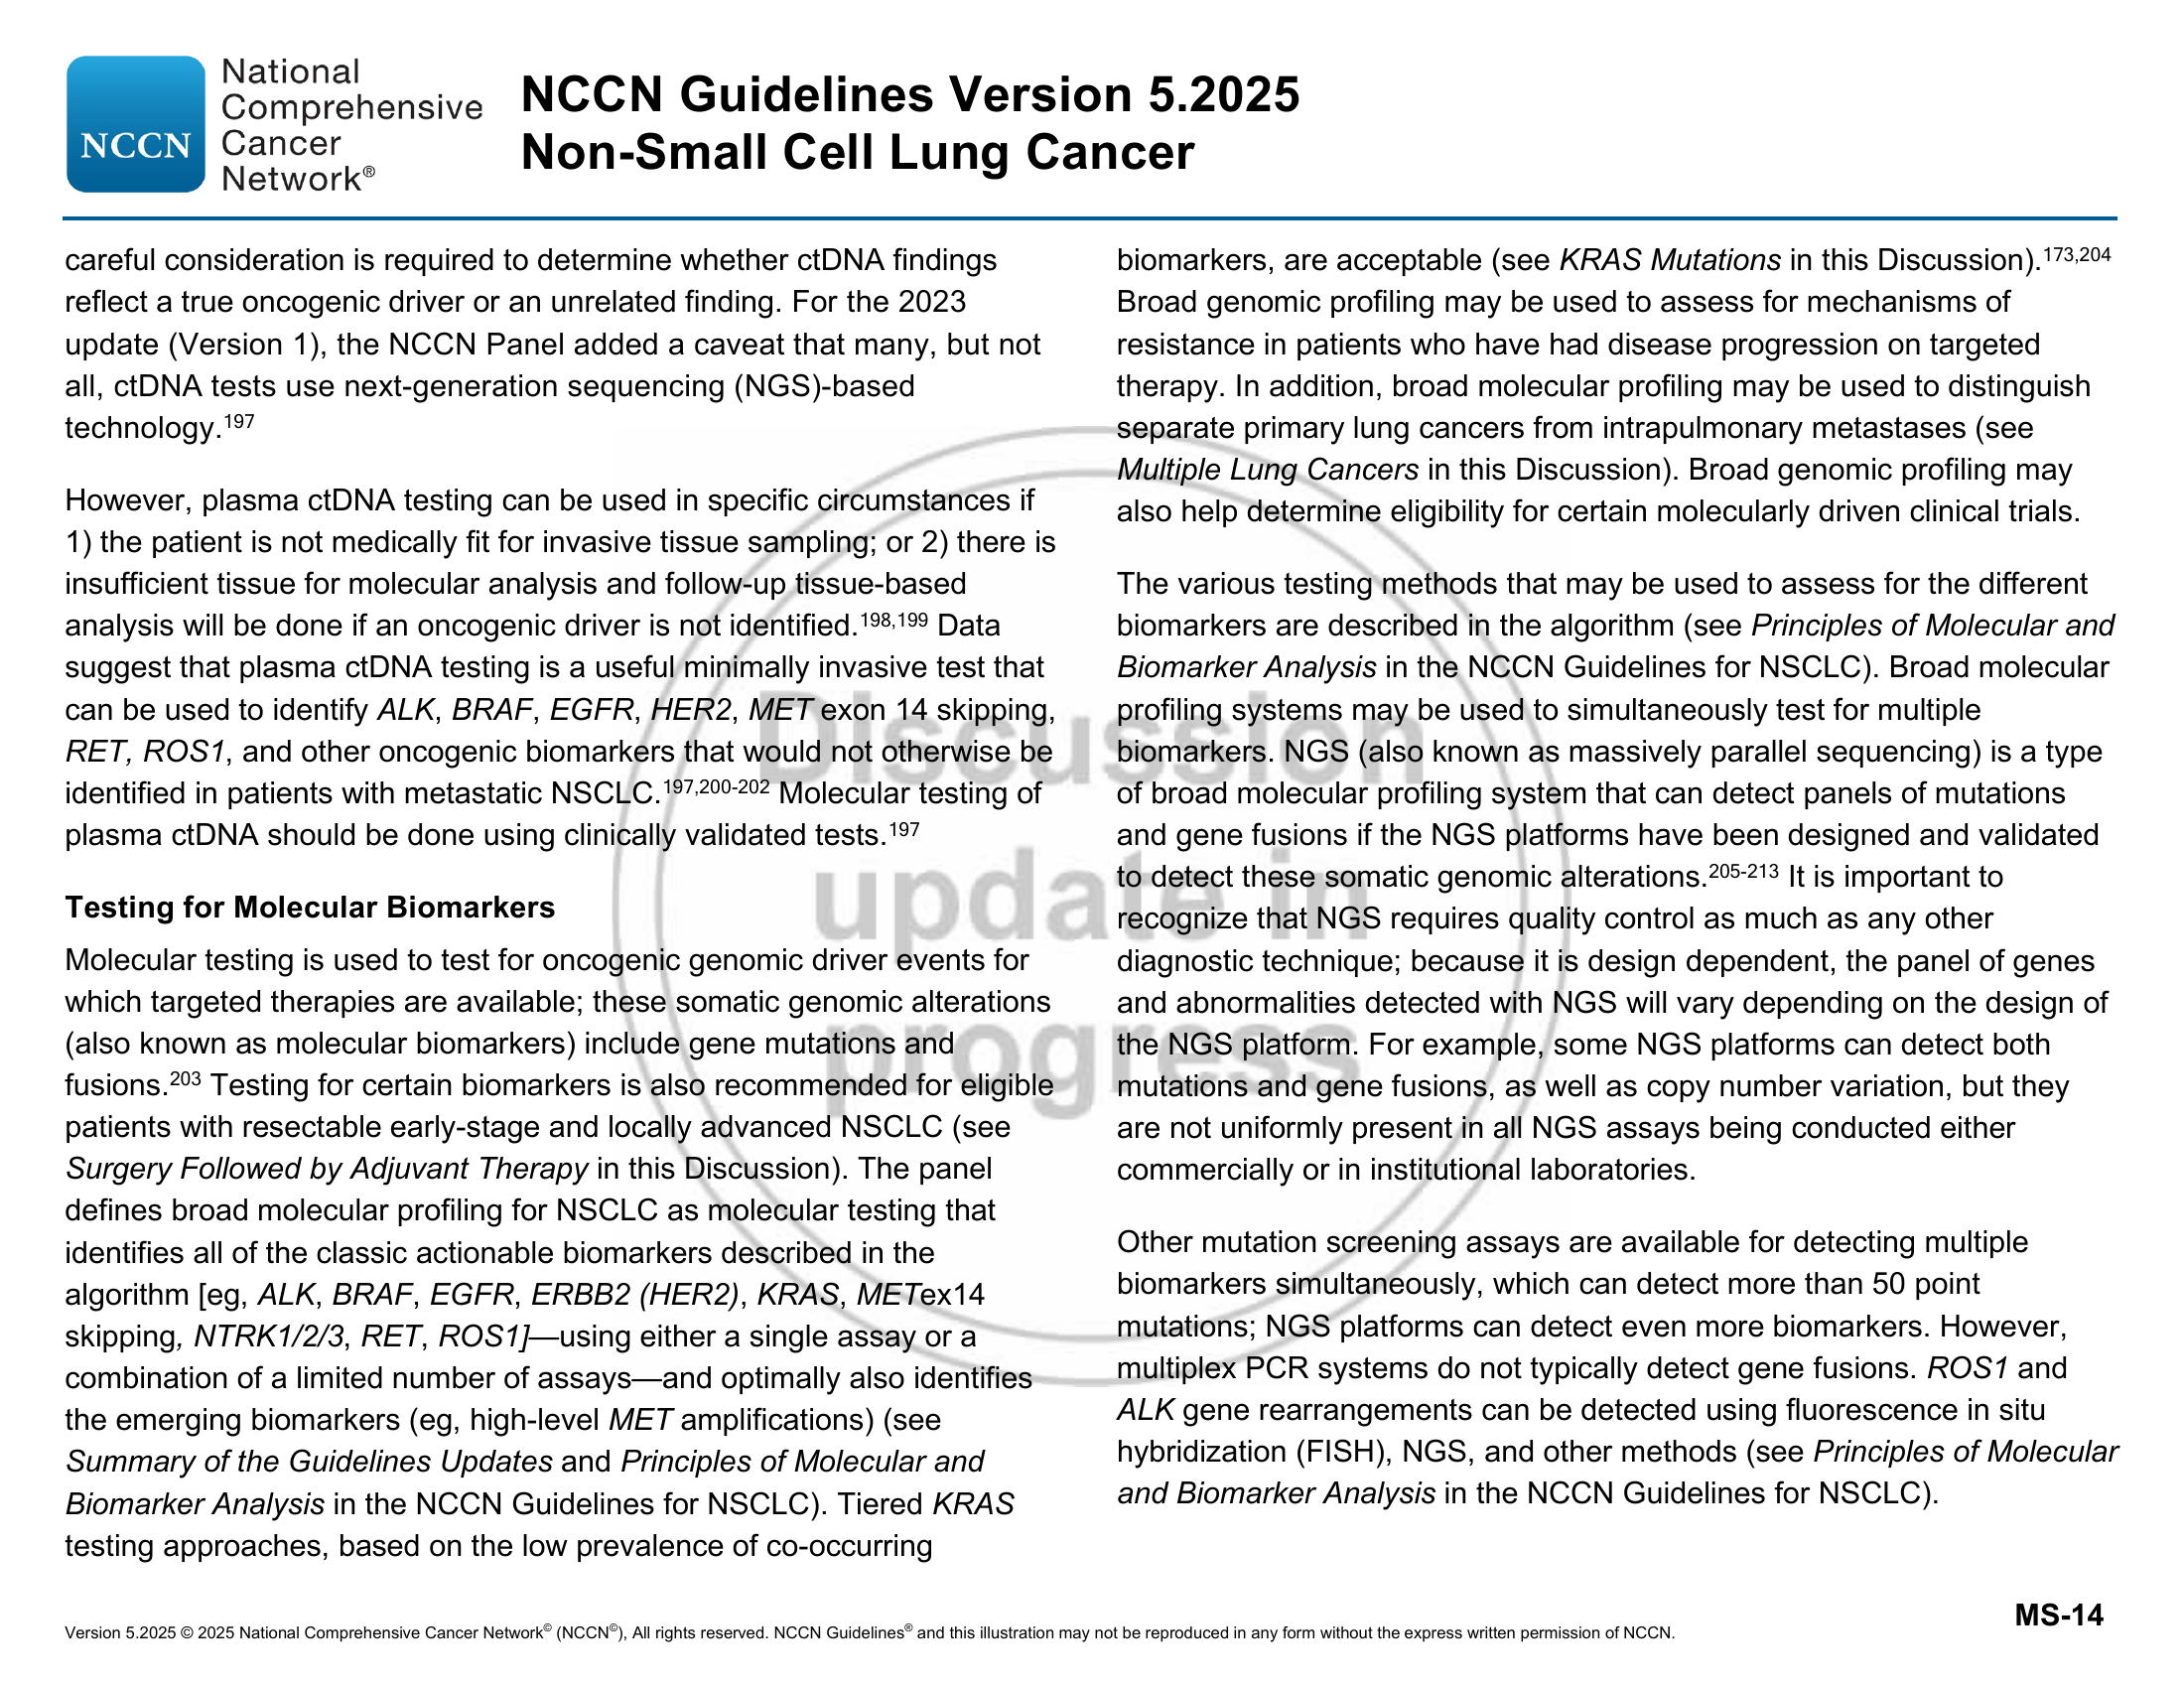 NCCN
National
Comprehensive
Cancer
Network®
NCCN Guidelines Version 5.2025
Non-Small Cell Lung Cancer
careful consideration is required to determine whether ctDNA findings
reflect a true oncogenic driver or an unrelated finding. For the 2023
update (Version 1), the NCCN Panel added a caveat that many, but not
all, ctDNA tests use next-generation sequencing (NGS)-based
technology.197
However, plasma ctDNA testing can be used in specific circumstances if
1) the patient is not medically fit for invasive tissue sampling; or 2) there is
insufficient tissue for molecular analysis and follow-up tissue-based
analysis will be done if an oncogenic driver is not identified.198,199 Data
suggest that plasma ctDNA testing is a useful minimally invasive test that
can be used to identify ALK, BRAF, EGFR, HER2, MET exon 14 skipping,
RET, ROS1, and other oncogenic biomarkers that would not otherwise be
identified in patients with metastatic NSCLC.197,200-202 Molecular testing of
plasma ctDNA should be done using clinically validated tests.197
Testing for Molecular Biomarkers
Molecular testing is used to test for oncogenic genomic driver events for
which targeted therapies are available; these somatic genomic alterations
(also known as molecular biomarkers) include gene mutations and
fusions.203 Testing for certain biomarkers is also recommended for eligible
patients with resectable early-stage and locally advanced NSCLC (see
Surgery Followed by Adjuvant Therapy in this Discussion). The panel
defines broad molecular profiling for NSCLC as molecular testing that
identifies all of the classic actionable biomarkers described in the
algorithm [eg, ALK, BRAF, EGFR, ERBB2 (HER2), KRAS, METex14
skipping, NTRK1/2/3, RET, ROS1]—using either a single assay or a
combination of a limited number of assays—and optimally also identifies
the emerging biomarkers (eg, high-level MET amplifications) (see
Summary of the Guidelines Updates and Principles of Molecular and
Biomarker Analysis in the NCCN Guidelines for NSCLC). Tiered KRAS
testing approaches, based on the low prevalence of co-occurring
biomarkers, are acceptable (see KRAS Mutations in this Discussion).173,204
Broad genomic profiling may be used to assess for mechanisms of
resistance in patients who have had disease progression on targeted
therapy. In addition, broad molecular profiling may be used to distinguish
separate primary lung cancers from intrapulmonary metastases (see
Multiple Lung Cancers in this Discussion). Broad genomic profiling may
also help determine eligibility for certain molecularly driven clinical trials.
The various testing methods that may be used to assess for the different
biomarkers are described in the algorithm (see Principles of Molecular and
Biomarker Analysis in the NCCN Guidelines for NSCLC). Broad molecular
profiling systems may be used to simultaneously test for multiple
biomarkers. NGS (also known as massively parallel sequencing) is a type
of broad molecular profiling system that can detect panels of mutations
and gene fusions if the NGS platforms have been designed and validated
to detect these somatic genomic alterations.205-213 It is important to
recognize that NGS requires quality control as much as any other
diagnostic technique; because it is design dependent, the panel of genes
and abnormalities detected with NGS will vary depending on the design of
the NGS platform. For example, some NGS platforms can detect both
mutations and gene fusions, as well as copy number variation, but they
are not uniformly present in all NGS assays being conducted either
commercially or in institutional laboratories.
Other mutation screening assays are available for detecting multiple
biomarkers simultaneously, which can detect more than 50 point
mutations; NGS platforms can detect even more biomarkers. However,
multiplex PCR systems do not typically detect gene fusions. ROS1 and
ALK gene rearrangements can be detected using fluorescence in situ
hybridization (FISH), NGS, and other methods (see Principles of Molecular
and Biomarker Analysis in the NCCN Guidelines for NSCLC).
Discussion
update in
progress
MS-14
Version 5.2025 © 2025 National Comprehensive Cancer Network© (NCCN©), All rights reserved. NCCN Guidelines® and this illustration may not be reproduced in any form without the express written permission of NCCN.